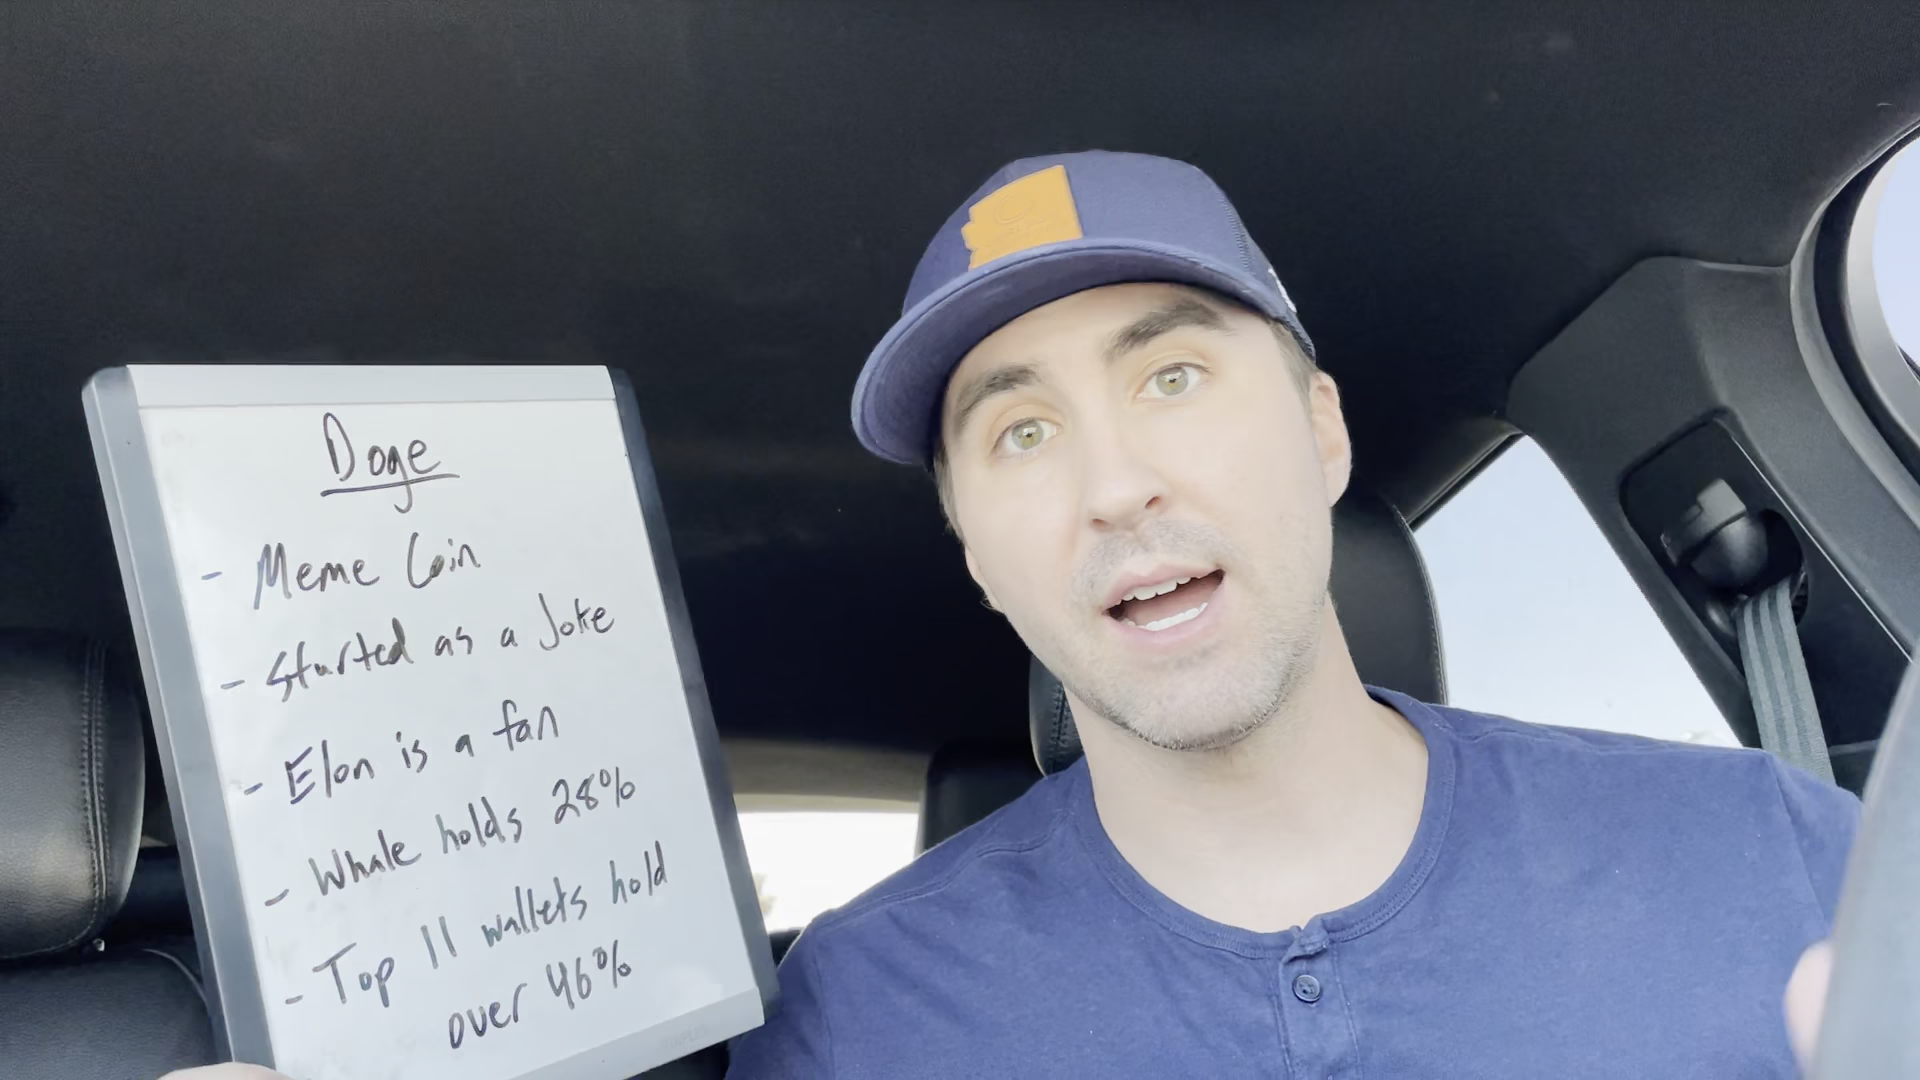 Doge
- Meme Coin
- Started as a Joke
- Elon is a fan
- Whale holds 28%
- Top 11 wallets hold
over 46%